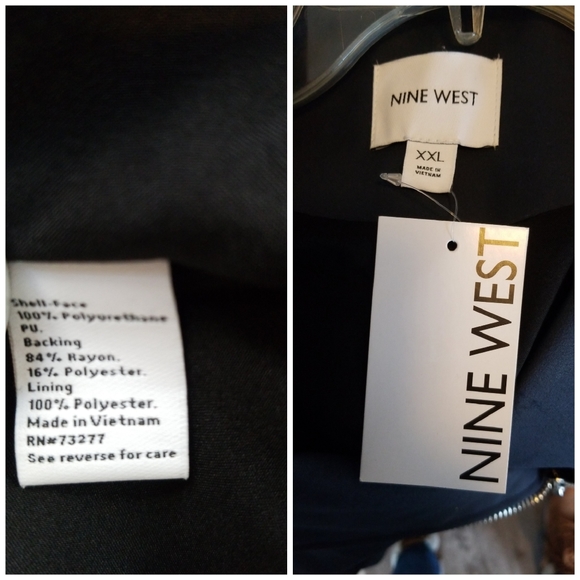 Shell-Face
100% Polyurethane
PU.
Backing
84% Rayon.
16% Polyester.
Lining
100% Polyester.
Made in Vietnam
RN#73277
See reverse for care
NINE WEST
XXL
MADE IN
VIETNAM
NINE WEST